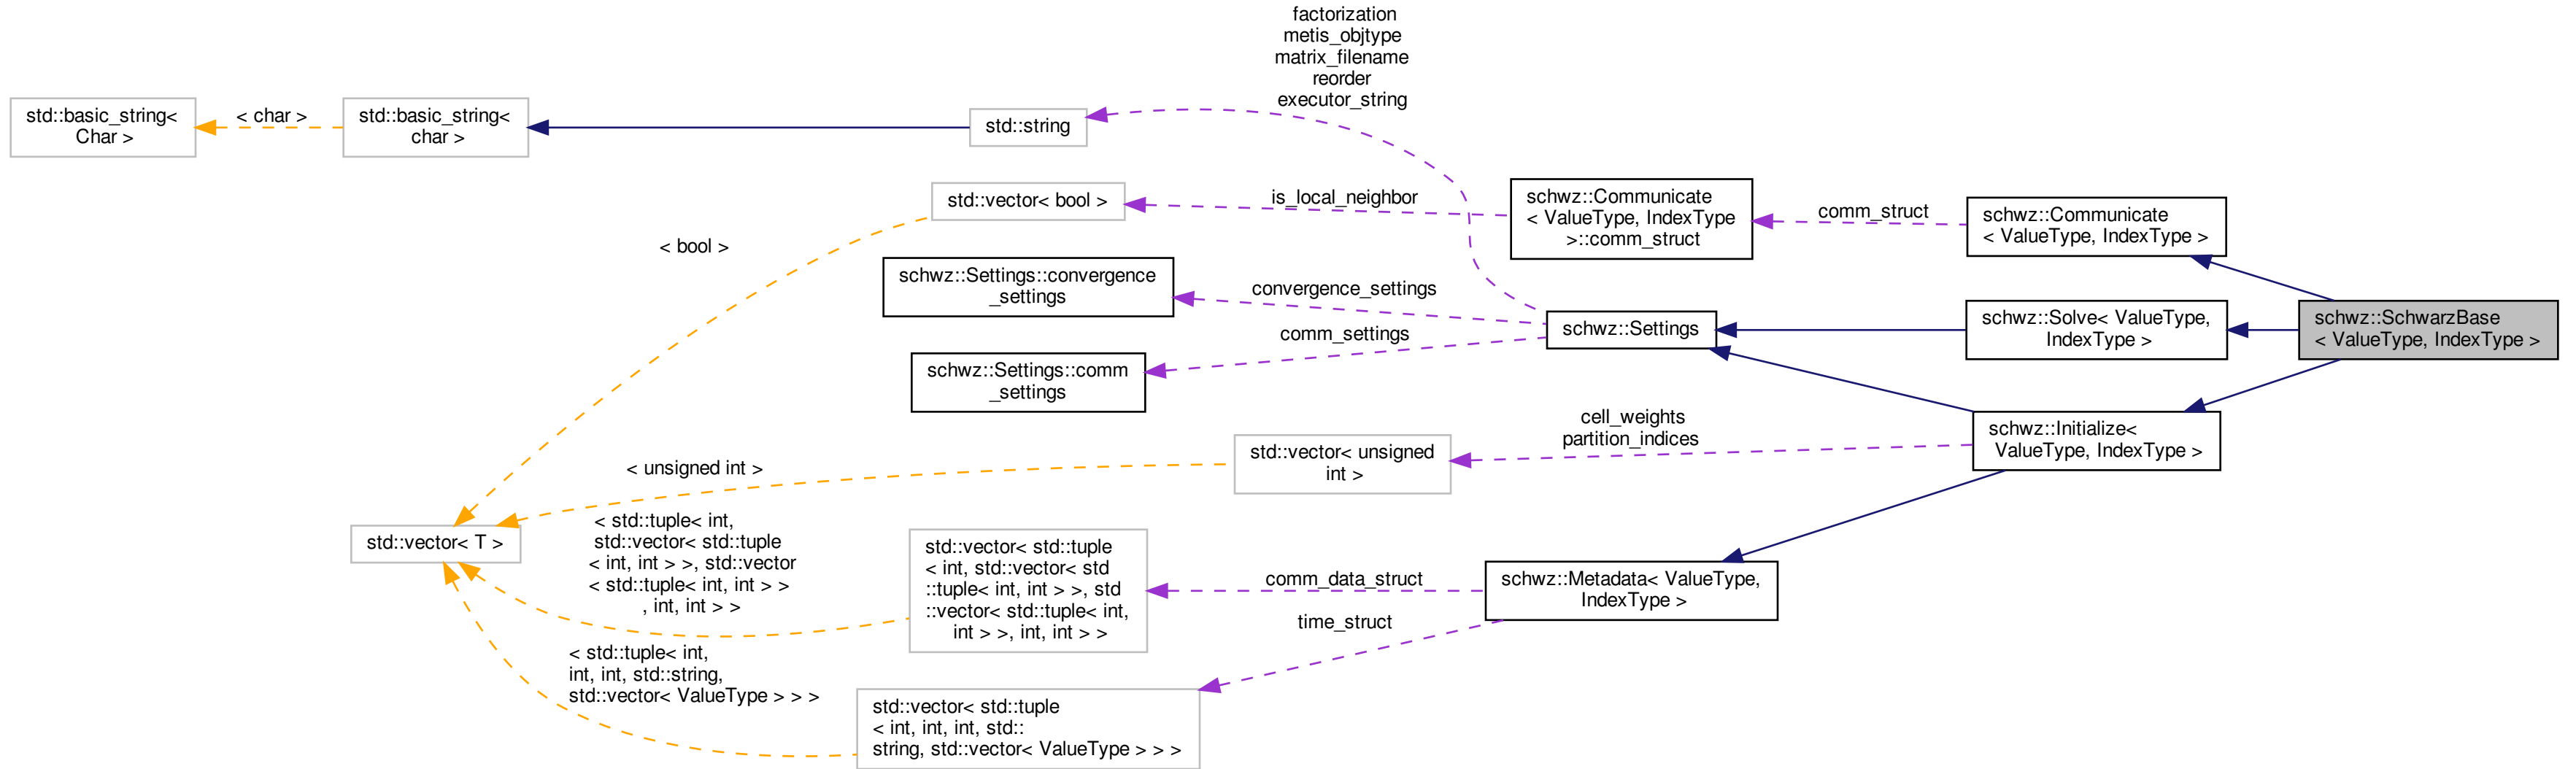 factorization
metis_objtype
matrix_filename
reorder
executor_string
std::basic_string<
Char >
< char >
std::basic_string<
char >
std::string
std::vector< bool >
is_local_neighbor
schwz::Communicate
< ValueType, IndexType
>::comm_struct
comm_struct
schwz::Communicate
< ValueType, IndexType >
< bool >
schwz::Settings::convergence
_settings
convergence_settings
comm_settings
schwz::Settings
schwz::Solve< ValueType,
IndexType >
schwz::SchwarzBase
< ValueType, IndexType >
schwz::Settings::comm
_settings
cell_weights
partition_indices
schwz::Initialize<
ValueType, IndexType >
std::vector< unsigned
int >
< unsigned int >
std::vector< T >
< std::tuple< int,
std::vector< std::tuple
< int, int > >, std::vector
< std::tuple< int, int > >
, int, int > >
std::vector< std::tuple
< int, std::vector< std
::tuple< int, int > >, std
::vector< std::tuple< int,
int > >, int, int > >
comm_data_struct
schwz::Metadata< ValueType,
IndexType >
time_struct
< std::tuple< int,
int, int, std::string,
std::vector< ValueType > > >
std::vector< std::tuple
< int, int, int, std::
string, std::vector< ValueType > > >